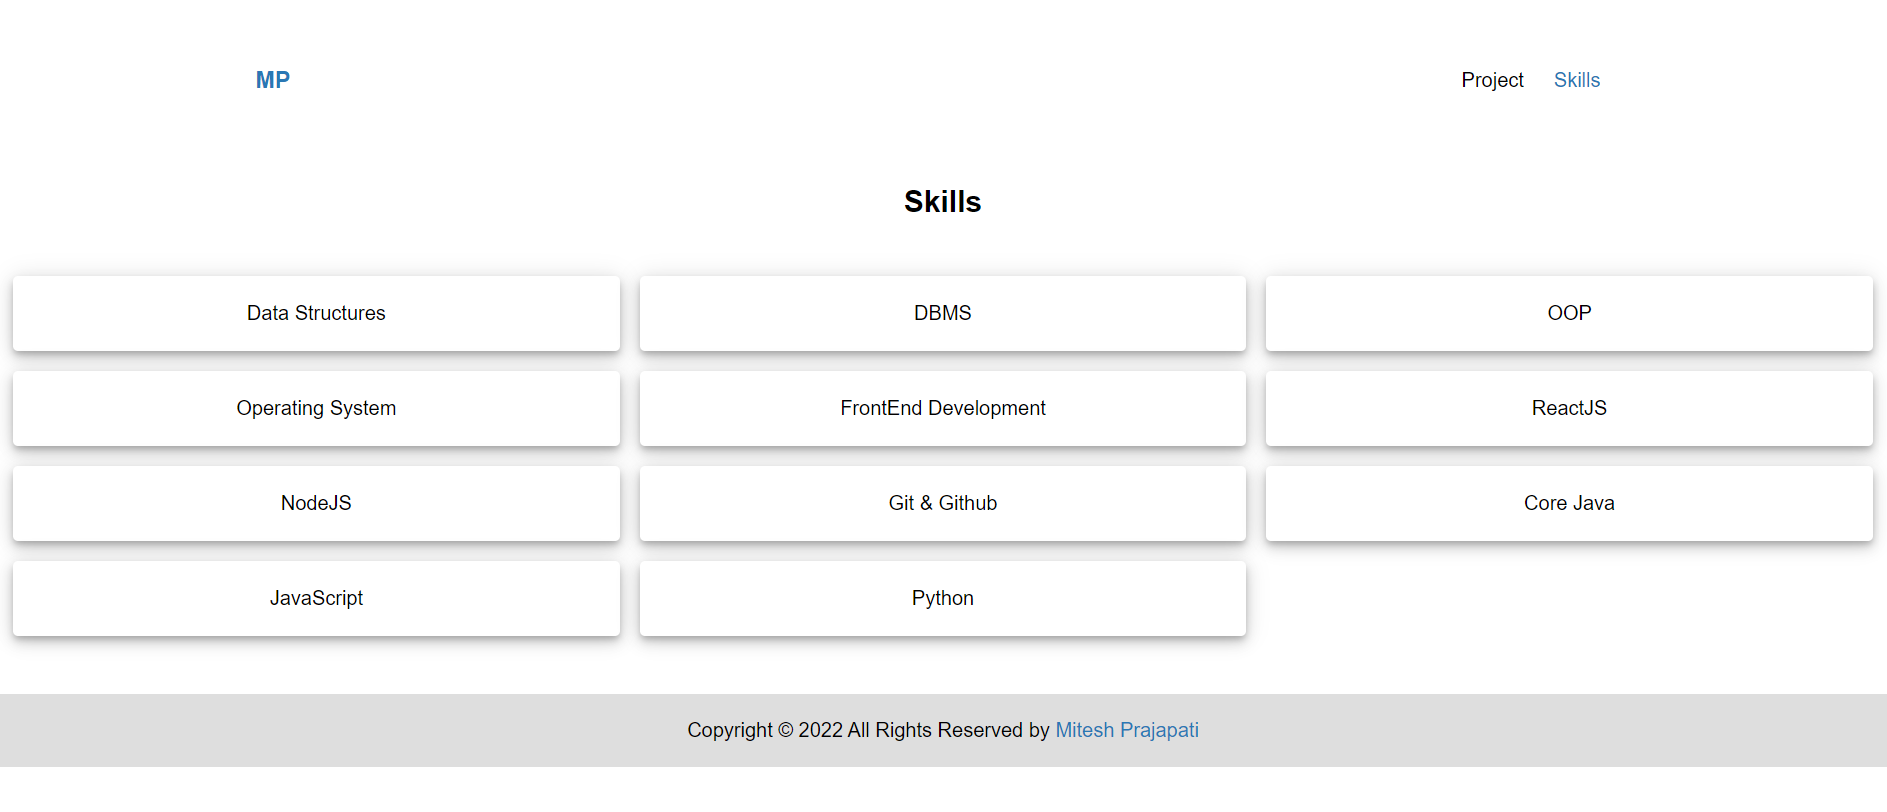 MP
Project Skills
Skills
Data Structures
DBMS
OOP
Operating System
FrontEnd Development
ReactJS
NodeJS
Git & Github
Core Java
JavaScript
Python
Copyright © 2022 All Rights Reserved by Mitesh Prajapati